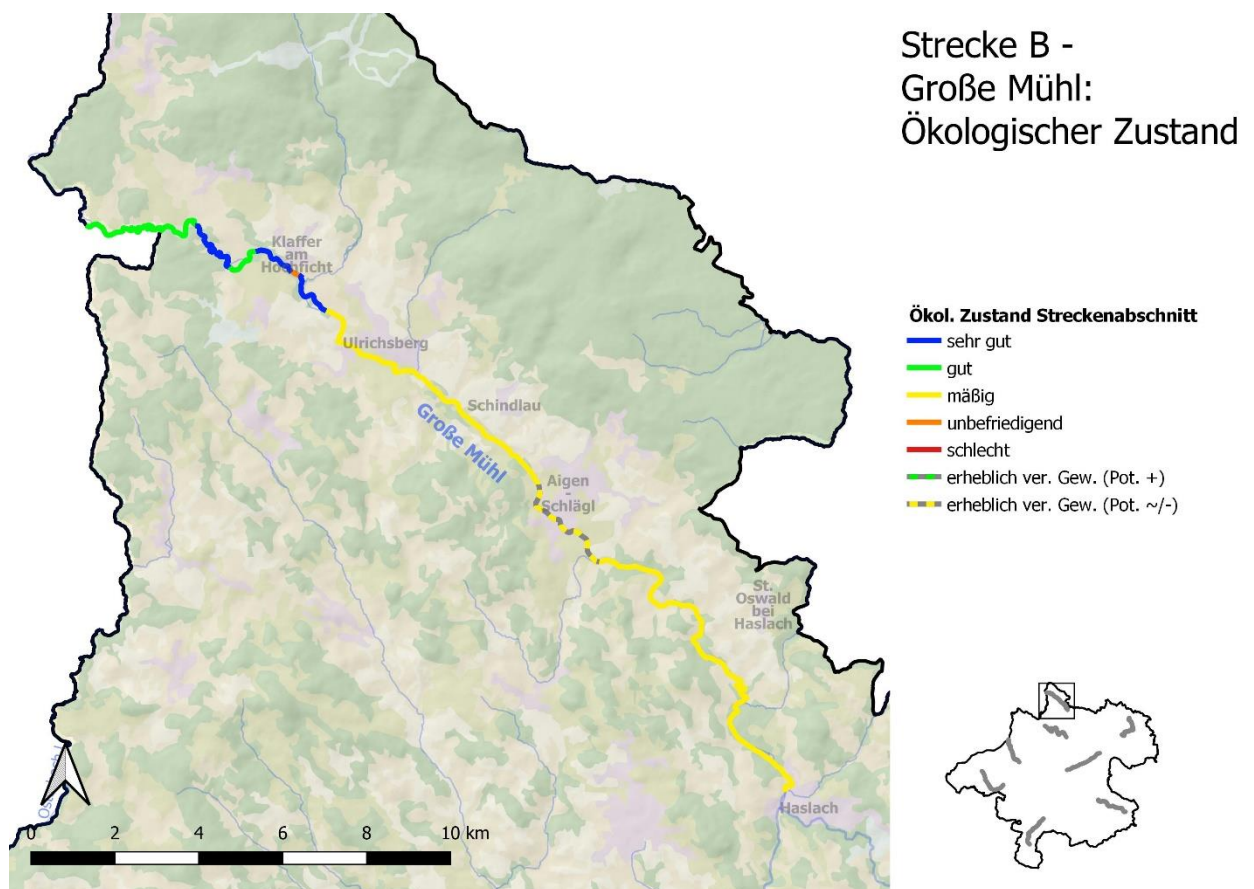 Strecke B -
Große Mühl:
Ökologischer Zustand
Klaffer
am
Hochficht
Ulrichsberg
Schindlau
Große Mühl
Aigen
-
Schlägl
St.
Oswald
bei
Haslach
Haslach
Ökol. Zustand Streckenabschnitt
sehr gut
gut
mäßig
unbefriedigend
schlecht
erheblich ver. Gew. (Pot. +)
erheblich ver. Gew. (Pot. ~/-)
0 2 4 6 8 10 km